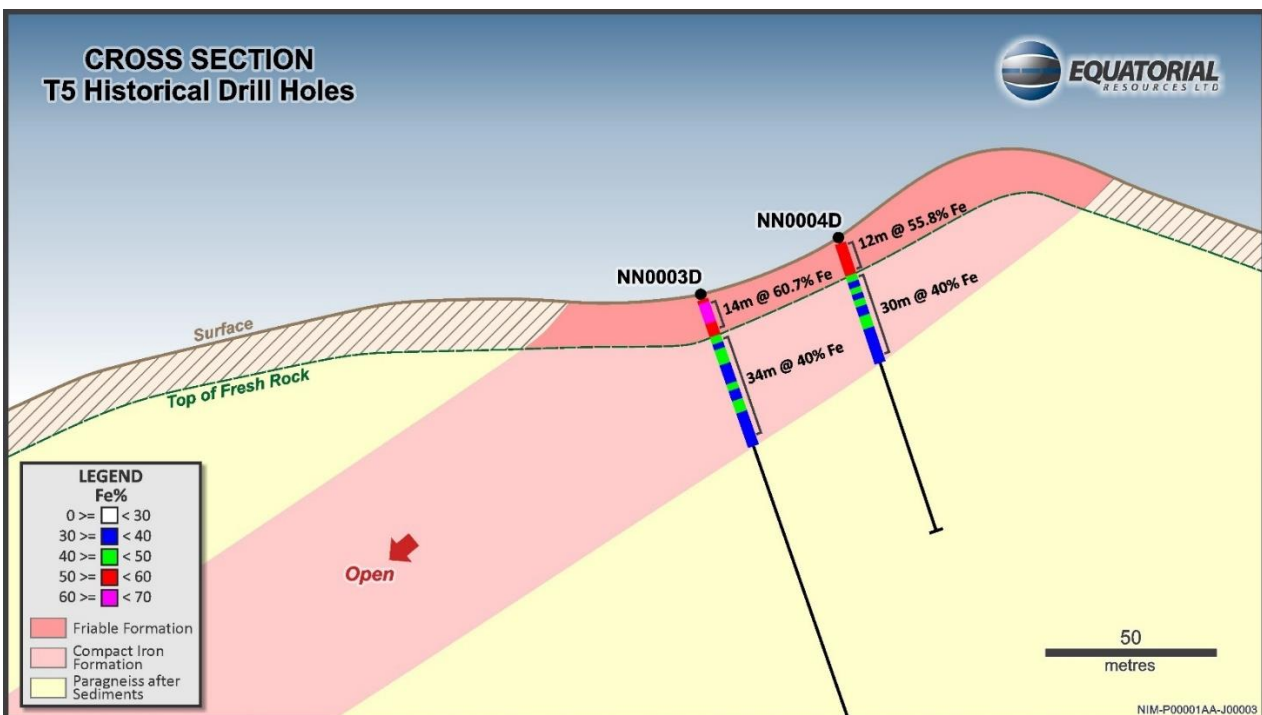 CROSS SECTION
T5 Historical Drill Holes
EQUATORIAL
RESOURCES LTD
NN0004D
12m @ 55.8% Fe
NN0003D
14m @ 60.7% Fe
30m @ 40% Fe
34m @ 40% Fe
Surface
Top of Fresh Rock
Open
LEGEND
Fe%
0 >= < 30
30 >= < 40
40 >= < 50
50 >= < 60
60 >= < 70
Friable Formation
Compact Iron
Formation
Paragneiss after
Sediments
50
metres
NIM-P00001AA-J00003